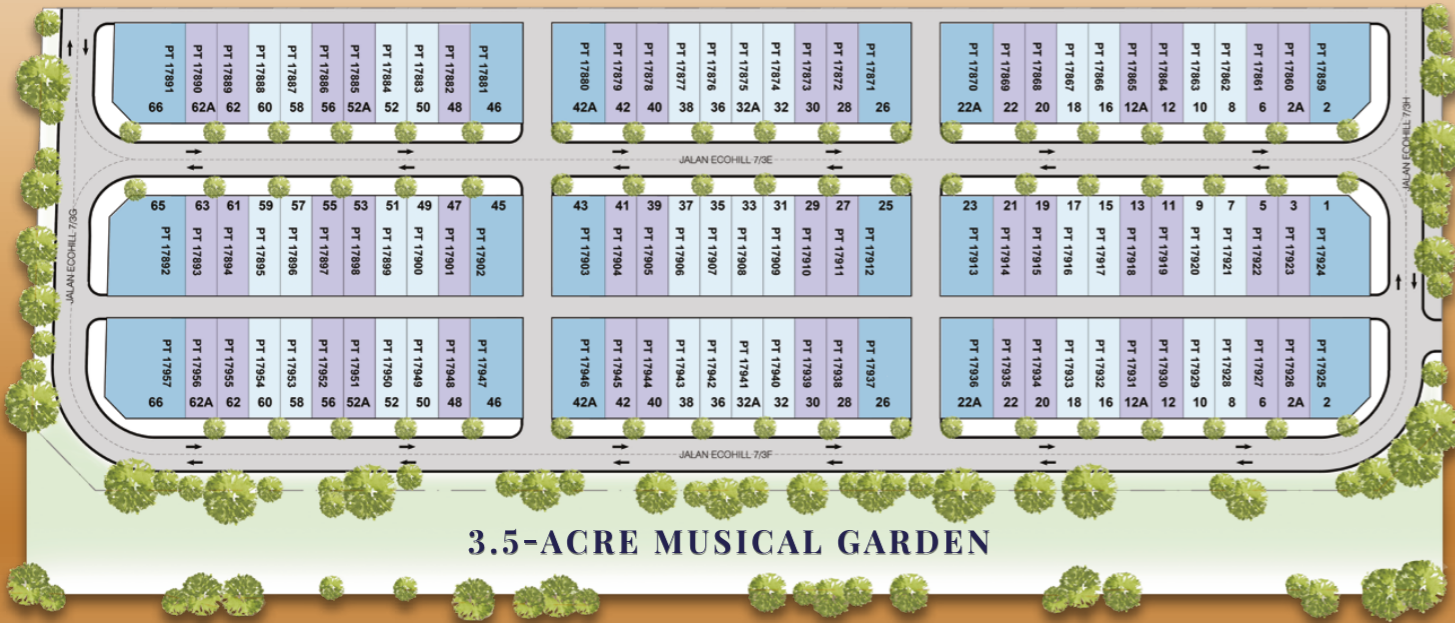 PT 17891 PT 17890 PT 17889 PT 17888 PT 17887 PT 17886 PT 17885 PT 17884 PT 17883 PT 17882 PT 17881 PT 17880 PT 17879 PT 17878 PT 17877 PT 17876 PT 17875 PT 17874 PT 17873 PT 17872 PT 17871 PT 17870 PT 17869 PT 17868 PT 17867 PT 17866 PT 17865 PT 17864 PT 17863 PT 17862 PT 17861 PT 17860 PT 17859
66 62A 62 60 58 56 52A 52 50 48 46 42A 42 40 38 36 32A 32 30 28 26 22A 22 20 18 16 12A 12 10 8 6 2A 2
JALAN ECOHILL 7/3H
JALAN ECOHILL 7/3E
65 63 61 59 57 55 53 51 49 47 45 43 41 39 37 35 33 31 29 27 25 23 21 19 17 15 13 11 9 7 5 3 1
PT 17892 PT 17893 PT 17894 PT 17895 PT 17896 PT 17897 PT 17898 PT 17899 PT 17900 PT 17901 PT 17902 PT 17903 PT 17904 PT 17905 PT 17906 PT 17907 PT 17908 PT 17909 PT 17910 PT 17911 PT 17912 PT 17913 PT 17914 PT 17915 PT 17916 PT 17917 PT 17918 PT 17919 PT 17920 PT 17921 PT 17922 PT 17923 PT 17924
JALAN ECOHILL 7/3G
PT 17957 PT 17956 PT 17955 PT 17954 PT 17953 PT 17952 PT 17951 PT 17950 PT 17949 PT 17948 PT 17947 PT 17946 PT 17945 PT 17944 PT 17943 PT 17942 PT 17941 PT 17940 PT 17939 PT 17938 PT 17937 PT 17936 PT 17935 PT 17934 PT 17933 PT 17932 PT 17931 PT 17930 PT 17929 PT 17928 PT 17927 PT 17926 PT 17925
66 62A 62 60 58 56 52A 52 50 48 46 42A 42 40 38 36 32A 32 30 28 26 22A 22 20 18 16 12A 12 10 8 6 2A 2
JALAN ECOHILL 7/3F
3.5-ACRE MUSICAL GARDEN